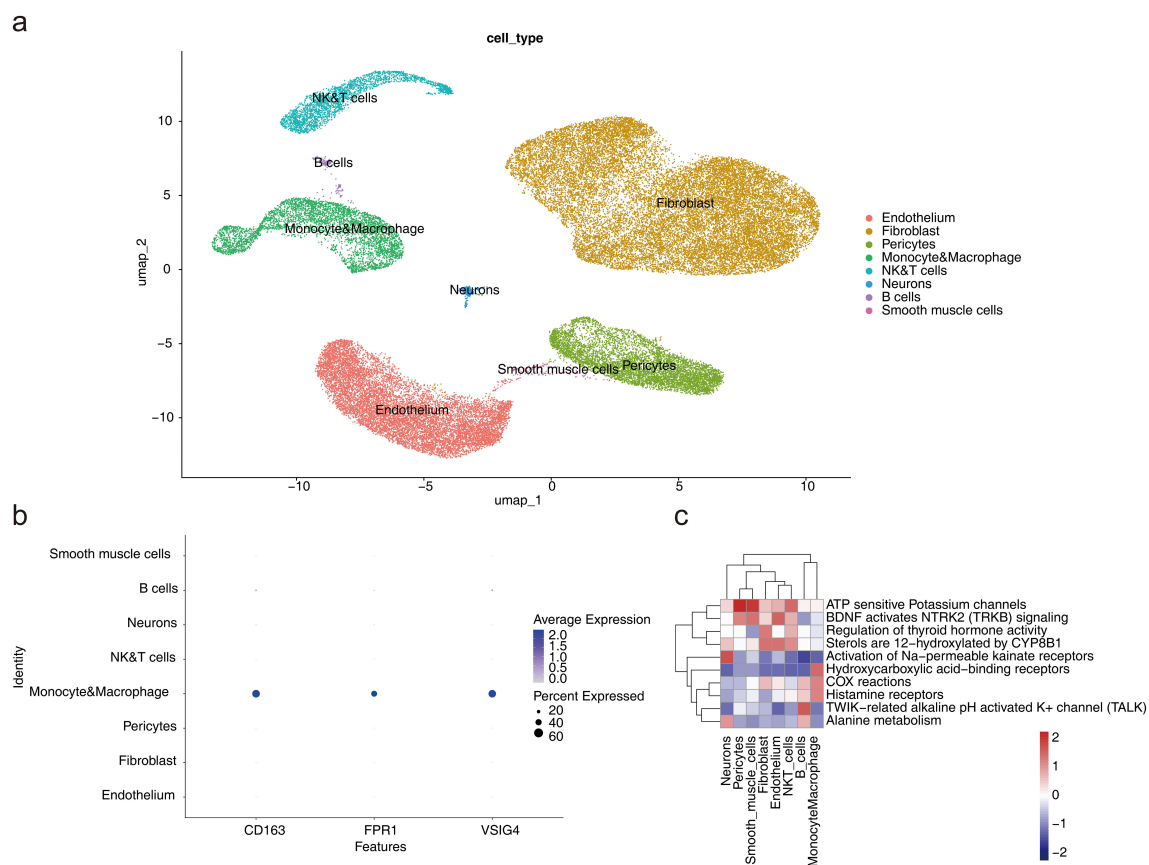 a
cell_type
NK&T cells
B cells
Monocyte&Macrophage
Fibroblast
Neurons
Smooth muscle cells
Pericytes
Endothelium
10
5
0
−5
−10
umap_2
−10
−5
0
5
10
umap_1
Endothelium
Fibroblast
Pericytes
Monocyte&Macrophage
NK&T cells
Neurons
B cells
Smooth muscle cells
b
Smooth muscle cells
B cells
Neurons
NK&T cells
Monocyte&Macrophage
Pericytes
Fibroblast
Endothelium
Identity
CD163
FPR1
VSIG4
Features
Average Expression
2.0
1.5
1.0
0.5
0.0
Percent Expressed
20
40
60
c
ATP sensitive Potassium channels
BDNF activates NTRK2 (TRKB) signaling
Regulation of thyroid hormone activity
Sterols are 12−hydroxylated by CYP8B1
Activation of Na−permeable kainate receptors
Hydroxycarboxylic acid−binding receptors
COX reactions
Histamine receptors
TWIK−related alkaline pH activated K+ channel (TALK)
Alanine metabolism
Neurons
Pericytes
Smooth_muscle_cells
Fibroblast
Endothelium
NKT_cells
B_cells
MonocyteMacrophage
2
1
0
−1
−2